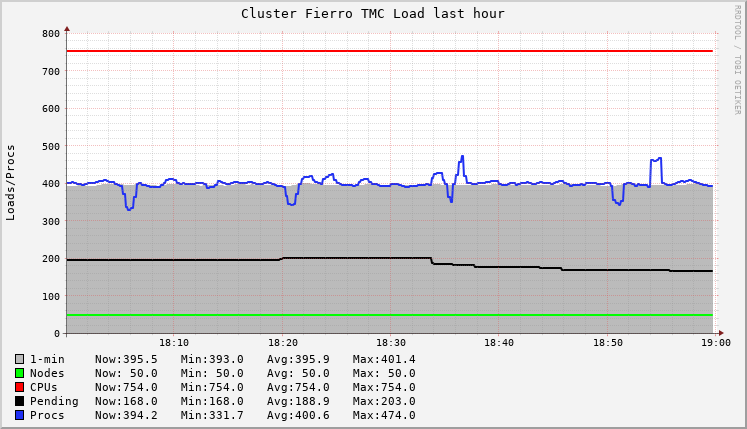 Cluster Fierro TMC Load last hour
RRDTOOL / TOBI OETIKER
Loads/Procs
800
700
600
500
400
300
200
100
0
18:10 18:20 18:30 18:40 18:50 19:00
1-min Now:395.5 Min:393.0 Avg:395.9 Max:401.4
Nodes Now: 50.0 Min: 50.0 Avg: 50.0 Max: 50.0
CPUs Now:754.0 Min:754.0 Avg:754.0 Max:754.0
Pending Now:168.0 Min:168.0 Avg:188.9 Max:203.0
Procs Now:394.2 Min:331.7 Avg:400.6 Max:474.0